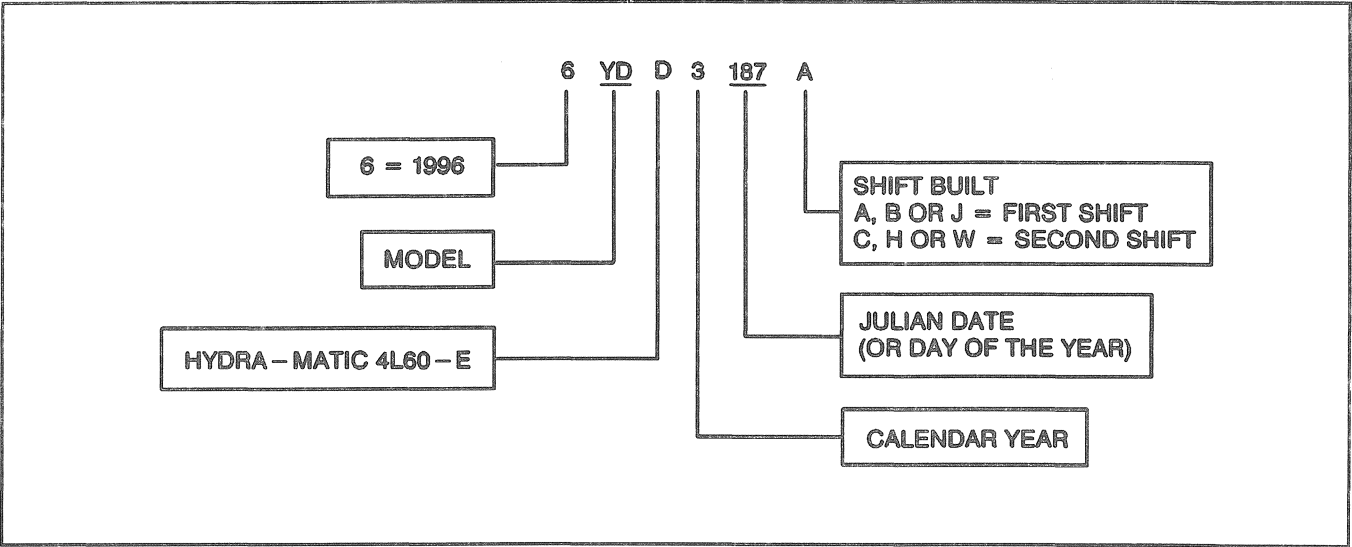 6 YD D 3 187 A
6 = 1996
MODEL
HYDRA-MATIC 4L60-E
SHIFT BUILT
A, B OR J = FIRST SHIFT
C, H OR W = SECOND SHIFT
JULIAN DATE
(OR DAY OF THE YEAR)
CALENDAR YEAR